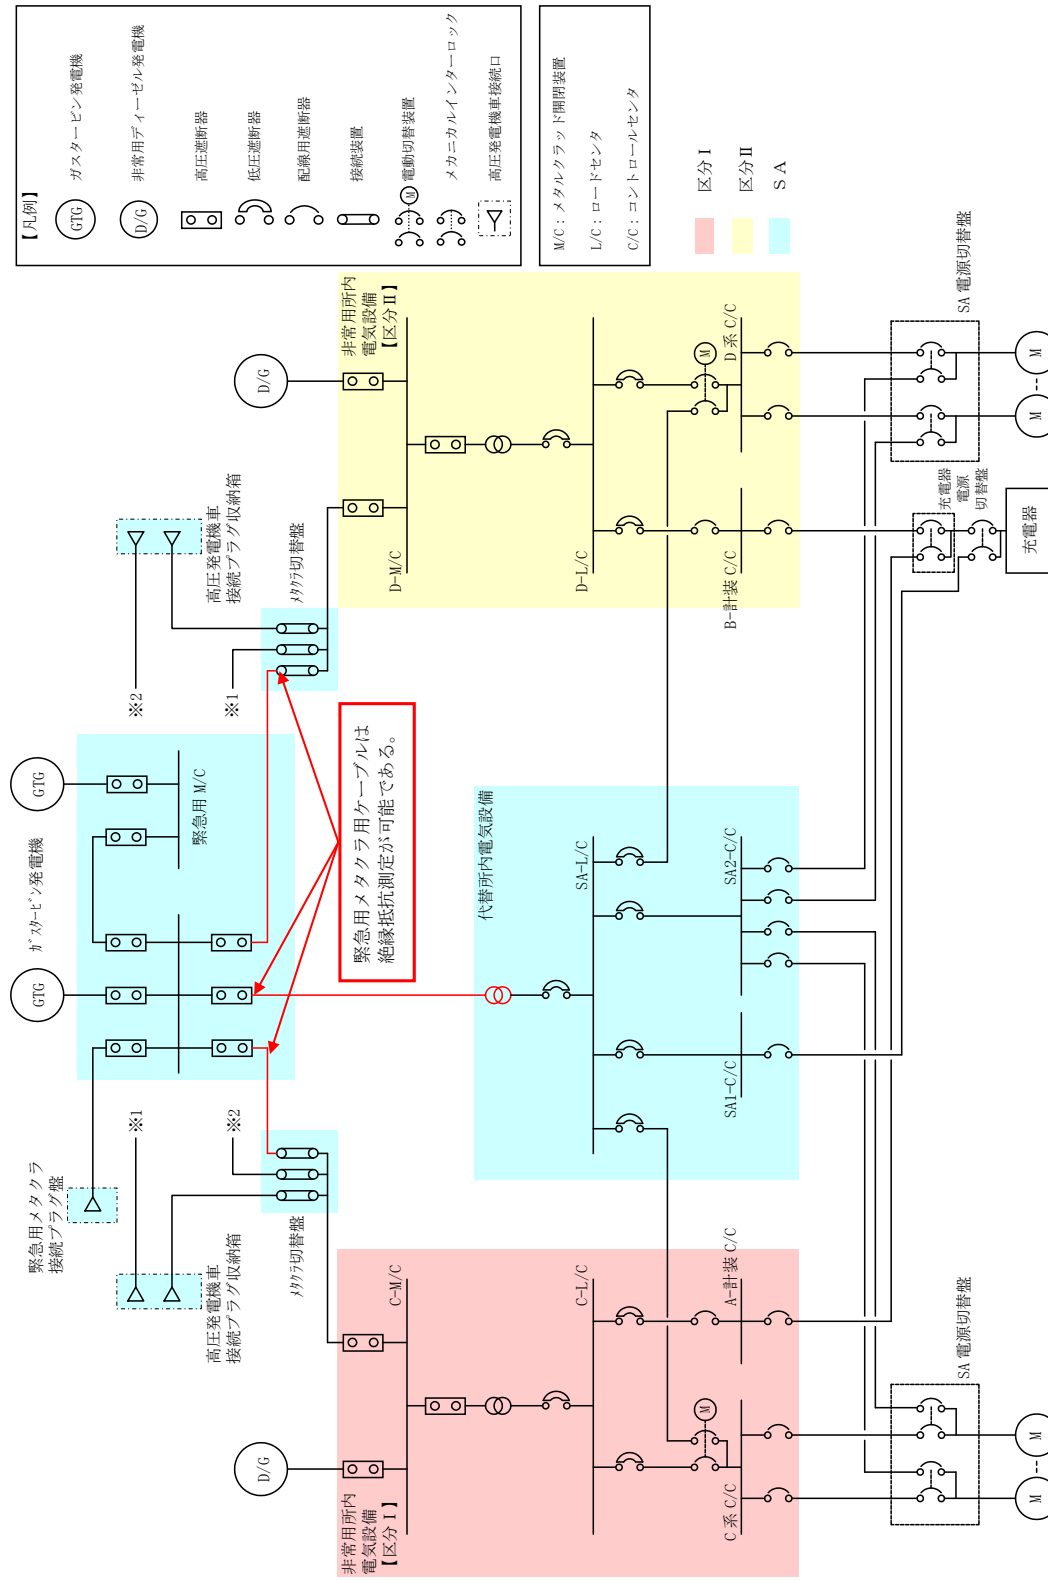 【凡例】
GTG
ガスタービン発電機
D/G
非常用ディーゼル発電機
高圧遮断器
低圧遮断器
配線用遮断器
接続装置
M
電動切替装置
メカニカルインターロック
高圧発電機車接続口
M/C：メタルクラッド開閉装置
L/C：ロードセンタ
C/C：コントロールセンタ
区分Ⅰ
区分Ⅱ
ＳＡ
緊急用メタクラ
接続プラグ盤
高圧発電機車
接続プラグ収納箱
※1
※2
ﾒﾀｸﾗ切替盤
GTG
ｶﾞｽﾀｰﾋﾞﾝ発電機
GTG
緊急用 M/C
高圧発電機車
接続プラグ収納箱
※2
※1
ﾒﾀｸﾗ切替盤
緊急用メタクラ用ケーブルは
絶縁抵抗測定が可能である。
D/G
非常用所内
電気設備
【区分Ⅰ】
C-M/C
C-L/C
M
C 系 C/C
A-計装 C/C
代替所内電気設備
SA-L/C
SA1-C/C
SA2-C/C
D/G
非常用所内
電気設備
【区分Ⅱ】
D-M/C
D-L/C
M
B-計装 C/C
D 系 C/C
SA 電源切替盤
M
M
充電器
電源
切替盤
充電器
SA 電源切替盤
M
M